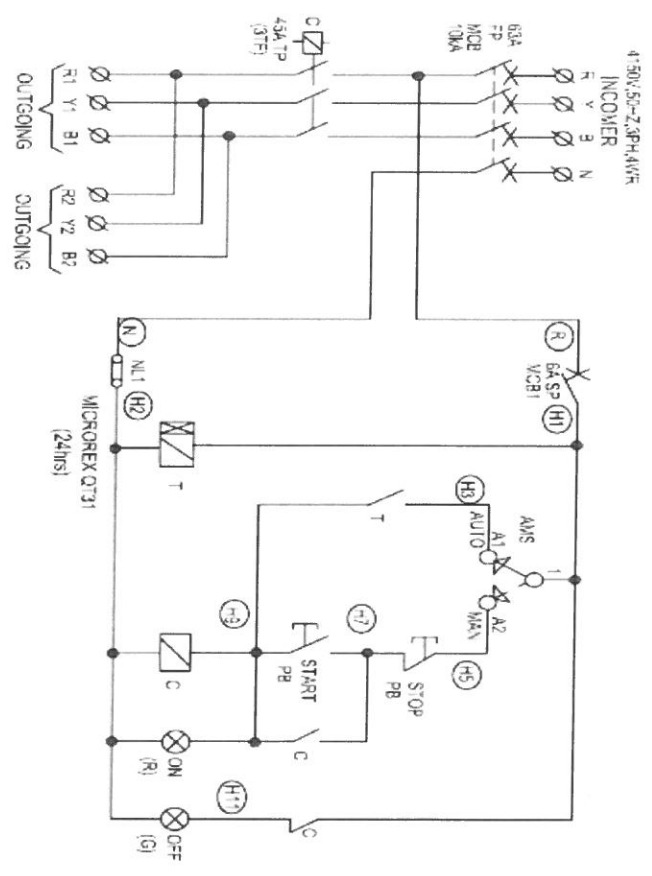 4150V,50~Z,3PH,4WR
INCOMER
R
Y
B
N
63A
FP
MCB
10kA
C
45A TP
(3TF)
R1
Y1
B1
OUTGOING
R2
Y2
B2
OUTGOING
R
6A SP
MCB1
H1
N
NL1
H2
MICROREX QT31
(24hrs)
T
AMS
1
A1
AUTO
A2
MAN
H3
T
H5
STOP
PB
H7
START
PB
C
H9
C
ON
(R)
C
H11
OFF
(G)